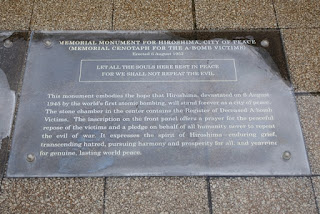 MEMORIAL MONUMENT FOR HIROSHIMA, CITY OF PEACE
(MEMORIAL CENOTAPH FOR THE A-BOMB VICTIMS)
Erected 6 August 1952
LET ALL THE SOULS HERE REST IN PEACE
FOR WE SHALL NOT REPEAT THE EVIL
This monument embodies the hope that Hiroshima, devastated on 6 August
1945 by the world's first atomic bombing, will stand forever as a city of peace.
The stone chamber in the center contains the Register of Deceased A-bomb
Victims. The inscription on the front panel offers a prayer for the peaceful
repose of the victims and a pledge on behalf of all humanity never to repeat
the evil of war. It expresses the spirit of Hiroshima — enduring grief,
transcending hatred, pursuing harmony and prosperity for all, and yearning
for genuine, lasting world peace.